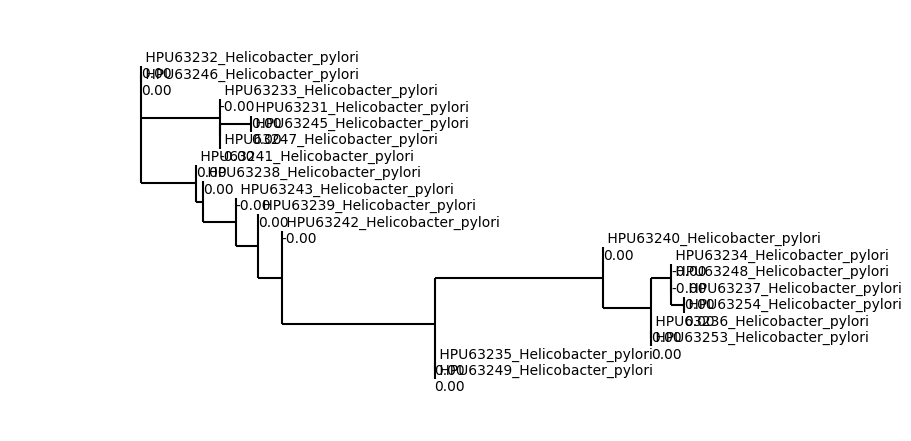 HPU63232_Helicobacter_pylori
0.00
HPU63246_Helicobacter_pylori
0.00
HPU63233_Helicobacter_pylori
-0.00
HPU63231_Helicobacter_pylori
0.00
HPU63245_Helicobacter_pylori
0.00
HPU63247_Helicobacter_pylori
-0.00
HPU63241_Helicobacter_pylori
0.00
HPU63238_Helicobacter_pylori
0.00
HPU63243_Helicobacter_pylori
-0.00
HPU63239_Helicobacter_pylori
0.00
HPU63242_Helicobacter_pylori
-0.00
HPU63240_Helicobacter_pylori
0.00
HPU63234_Helicobacter_pylori
-0.00
HPU63248_Helicobacter_pylori
-0.00
HPU63237_Helicobacter_pylori
0.00
HPU63254_Helicobacter_pylori
0.00
HPU63236_Helicobacter_pylori
0.00
HPU63253_Helicobacter_pylori
0.00
HPU63235_Helicobacter_pylori
0.00
HPU63249_Helicobacter_pylori
0.00